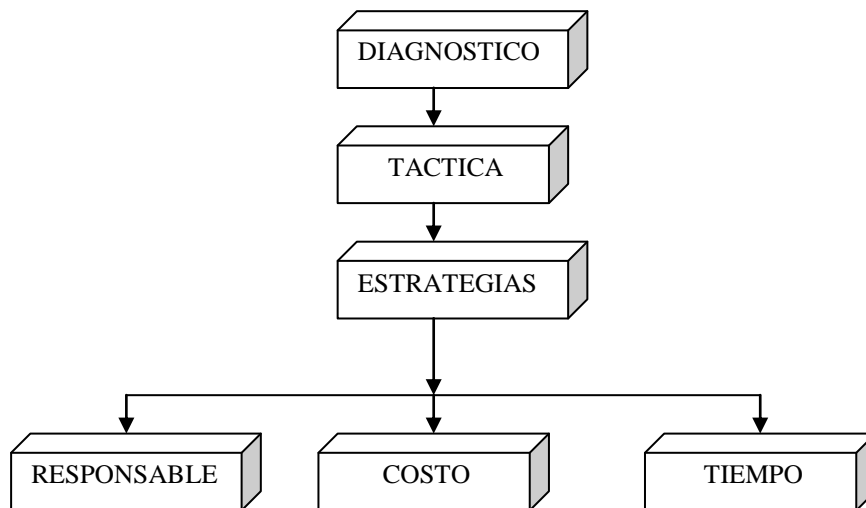 DIAGNOSTICO
TACTICA
ESTRATEGIAS
RESPONSABLE
COSTO
TIEMPO